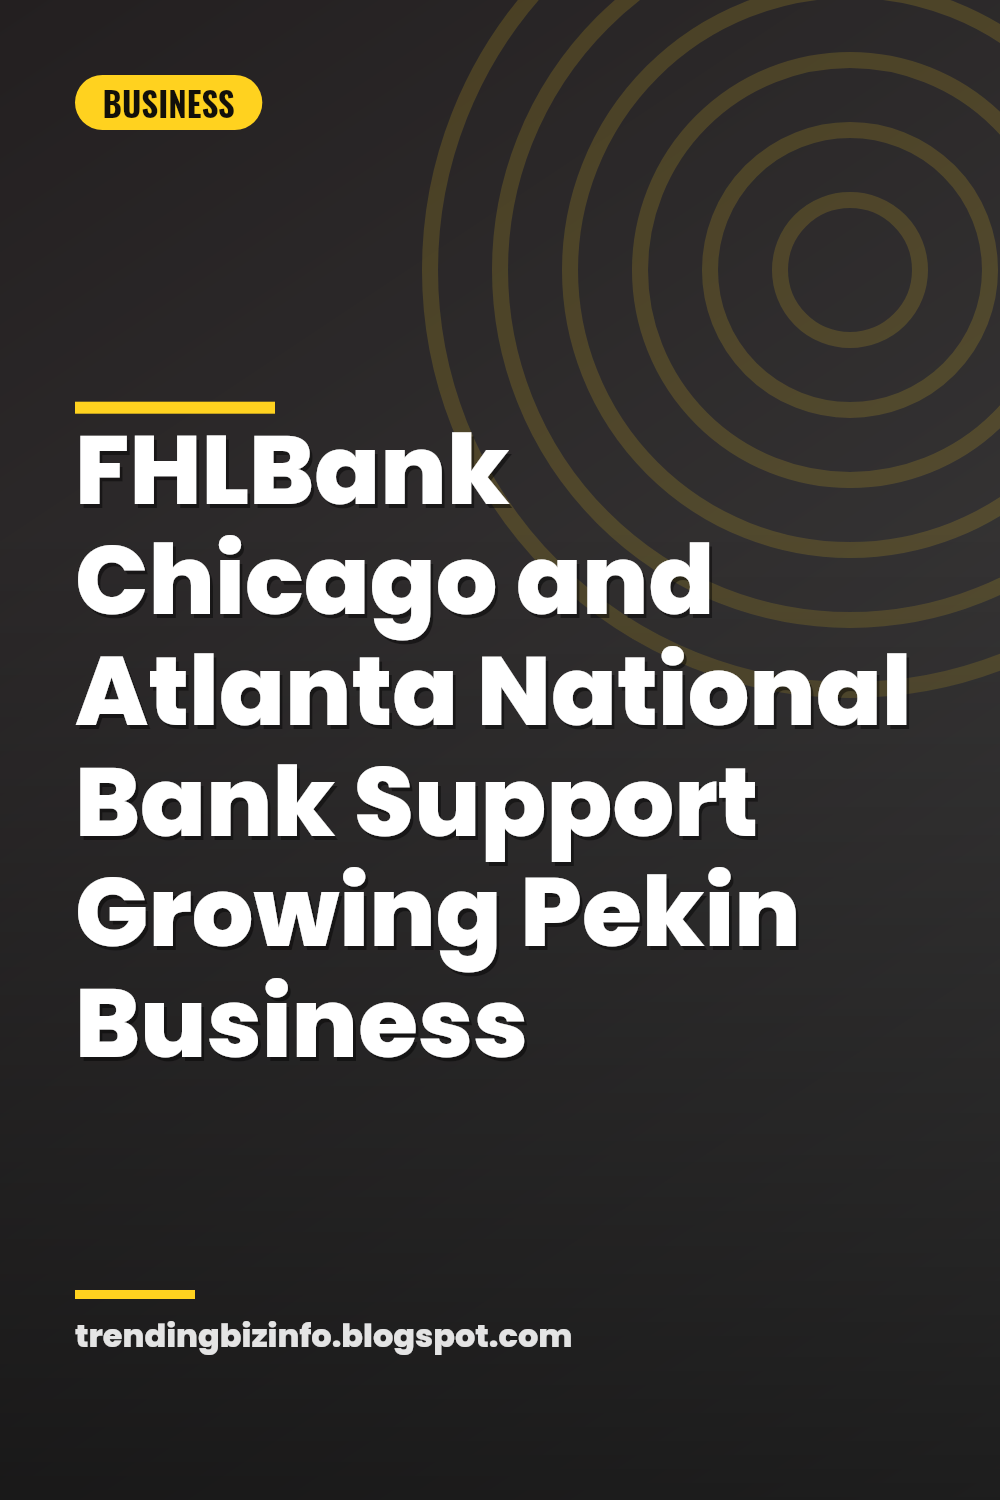 BUSINESS
FHLBank
Chicago and
Atlanta National
Bank Support
Growing Pekin
Business
trendingbizinfo.blogspot.com